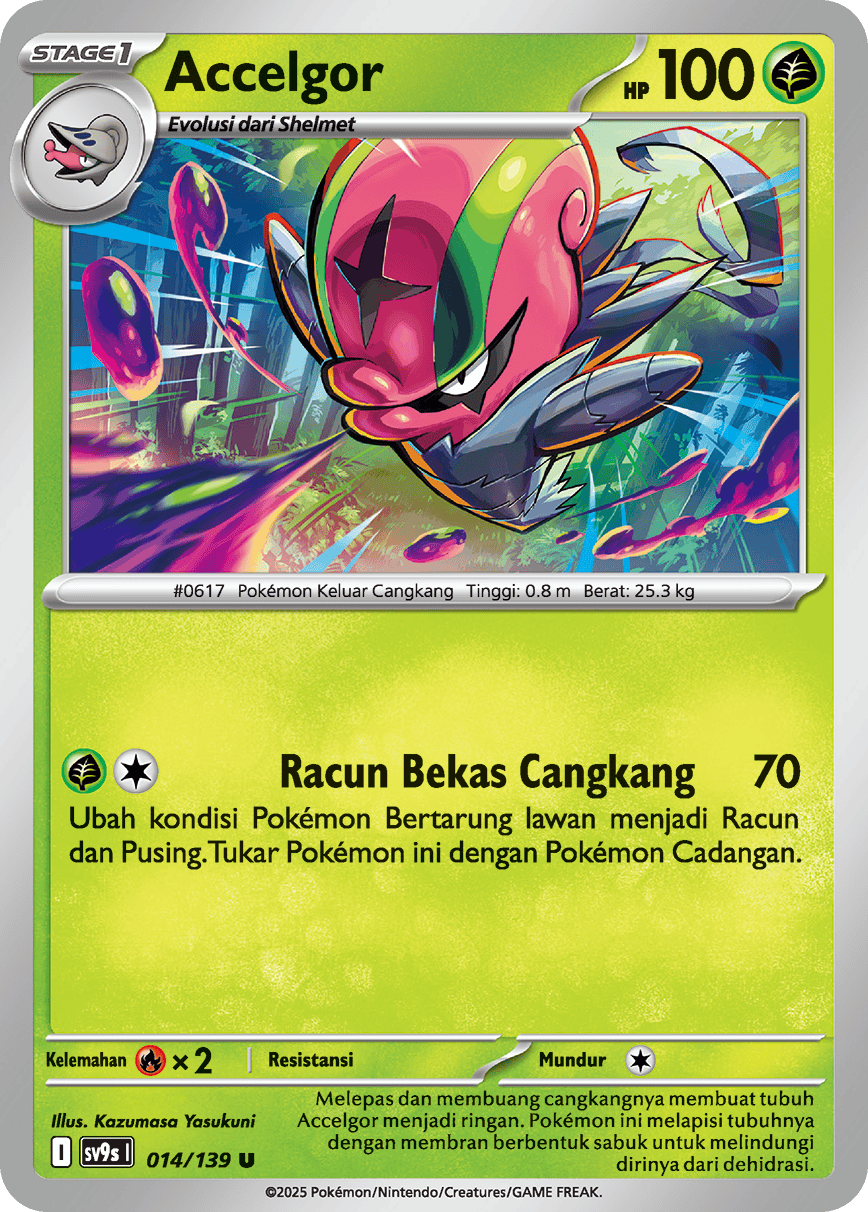 STAGE 1
Accelgor
HP 100
Evolusi dari Shelmet
#0617 Pokémon Keluar Cangkang Tinggi: 0.8 m Berat: 25.3 kg
Racun Bekas Cangkang 70
Ubah kondisi Pokémon Bertarung lawan menjadi Racun
dan Pusing.Tukar Pokémon ini dengan Pokémon Cadangan.
Kelemahan ×2 Resistansi Mundur
Melepas dan membuang cangkangnya membuat tubuh
Accelgor menjadi ringan. Pokémon ini melapisi tubuhnya
dengan membran berbentuk sabuk untuk melindungi
dirinya dari dehidrasi.
Illus. Kazumasa Yasukuni
I sv9s I 014/139 U
©2025 Pokémon/Nintendo/Creatures/GAME FREAK.